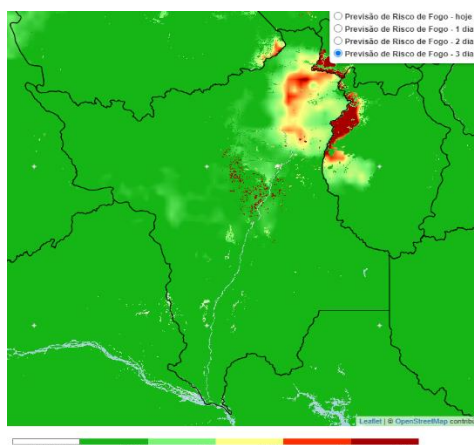 Previsão de Risco de Fogo - hoje
Previsão de Risco de Fogo - 1 dia
Previsão de Risco de Fogo - 2 dia
Previsão de Risco de Fogo - 3 dia
Leaflet | © OpenStreetMap contribu